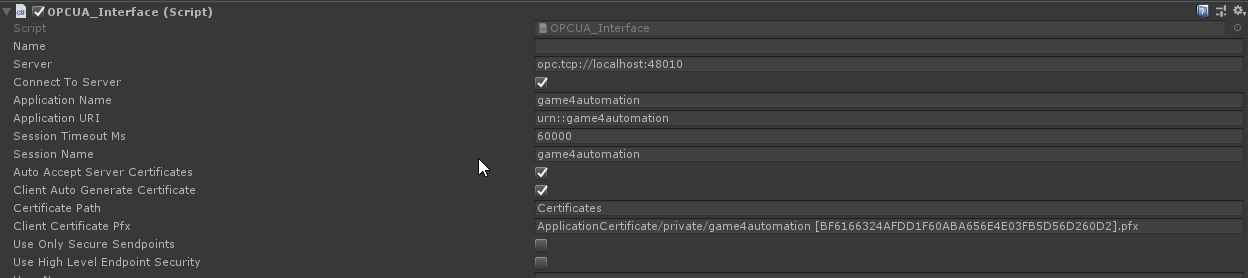 OPCUA_Interface (Script)
Script OPCUA_Interface
Name
Server opc.tcp://localhost:48010
Connect To Server
Application Name game4automation
Application URI urn::game4automation
Session Timeout Ms 60000
Session Name game4automation
Auto Accept Server Certificates
Client Auto Generate Certificate
Certificate Path Certificates
Client Certificate Pfx ApplicationCertificate/private/game4automation [BF6166324AFDD1F60ABA656E4E03FB5D56D260D2].pfx
Use Only Secure Sendpoints
Use High Level Endpoint Security